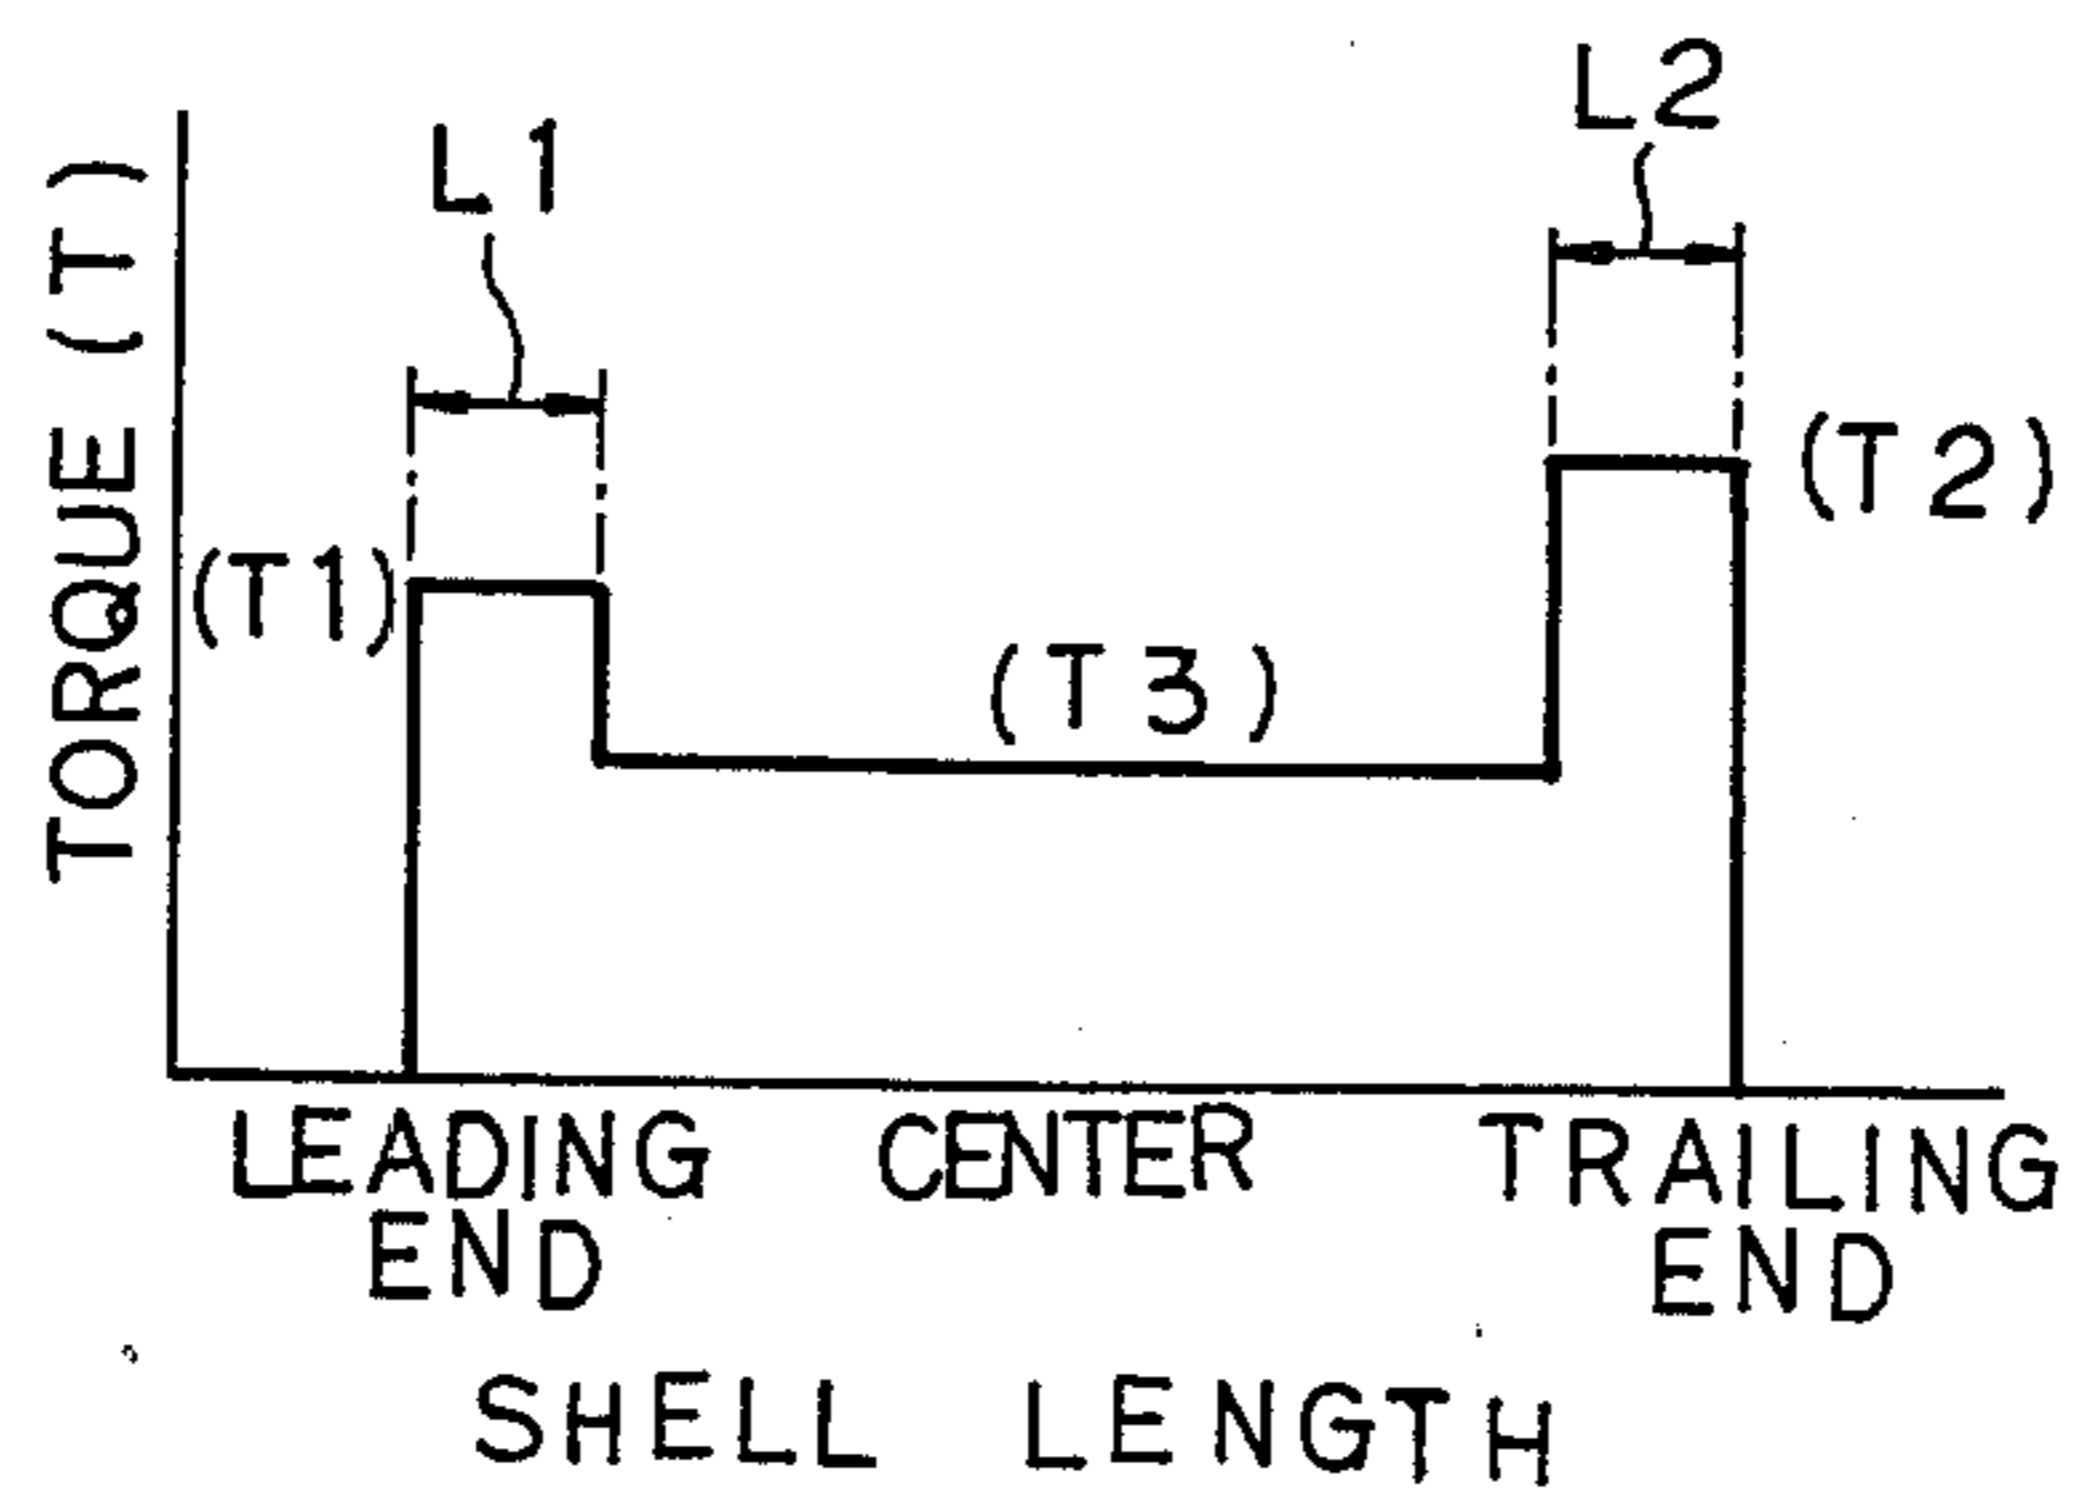 L2
L1
TORQUE (T)
(T2)
(T1)
(T3)
LEADING END
CENTER
TRAILING END
SHELL LENGTH